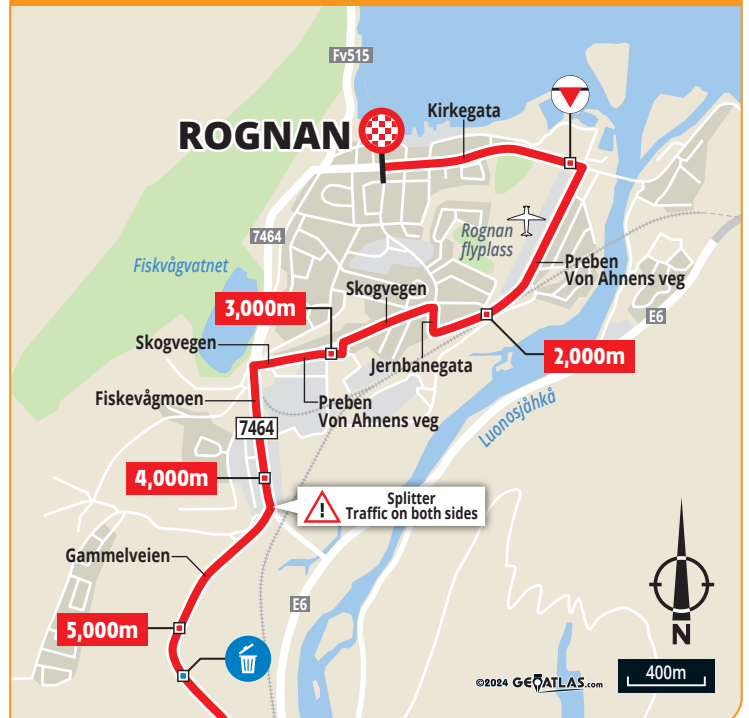 Fv515
Kirkegata
ROGNAN
7464
Rognan
flyplass
Fiskvågvatnet
Preben
Von Ahnens veg
Skogvegen
3,000m
E6
Skogvegen
Jernbanegata
2,000m
Fiskevågmoen
Preben
Von Ahnens veg
Luonosjåhkå
7464
4,000m
!
Splitter
Traffic on both sides
Gammelveien
E6
5,000m
N
400m
©2024 GEOATLAS.com